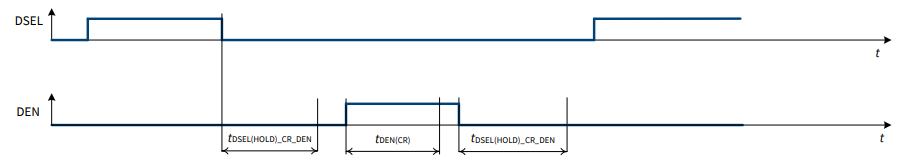 DSEL
t
DEN
tDSEL(HOLD)_CR_DEN tDEN(CR) tDSEL(HOLD)_CR_DEN
t